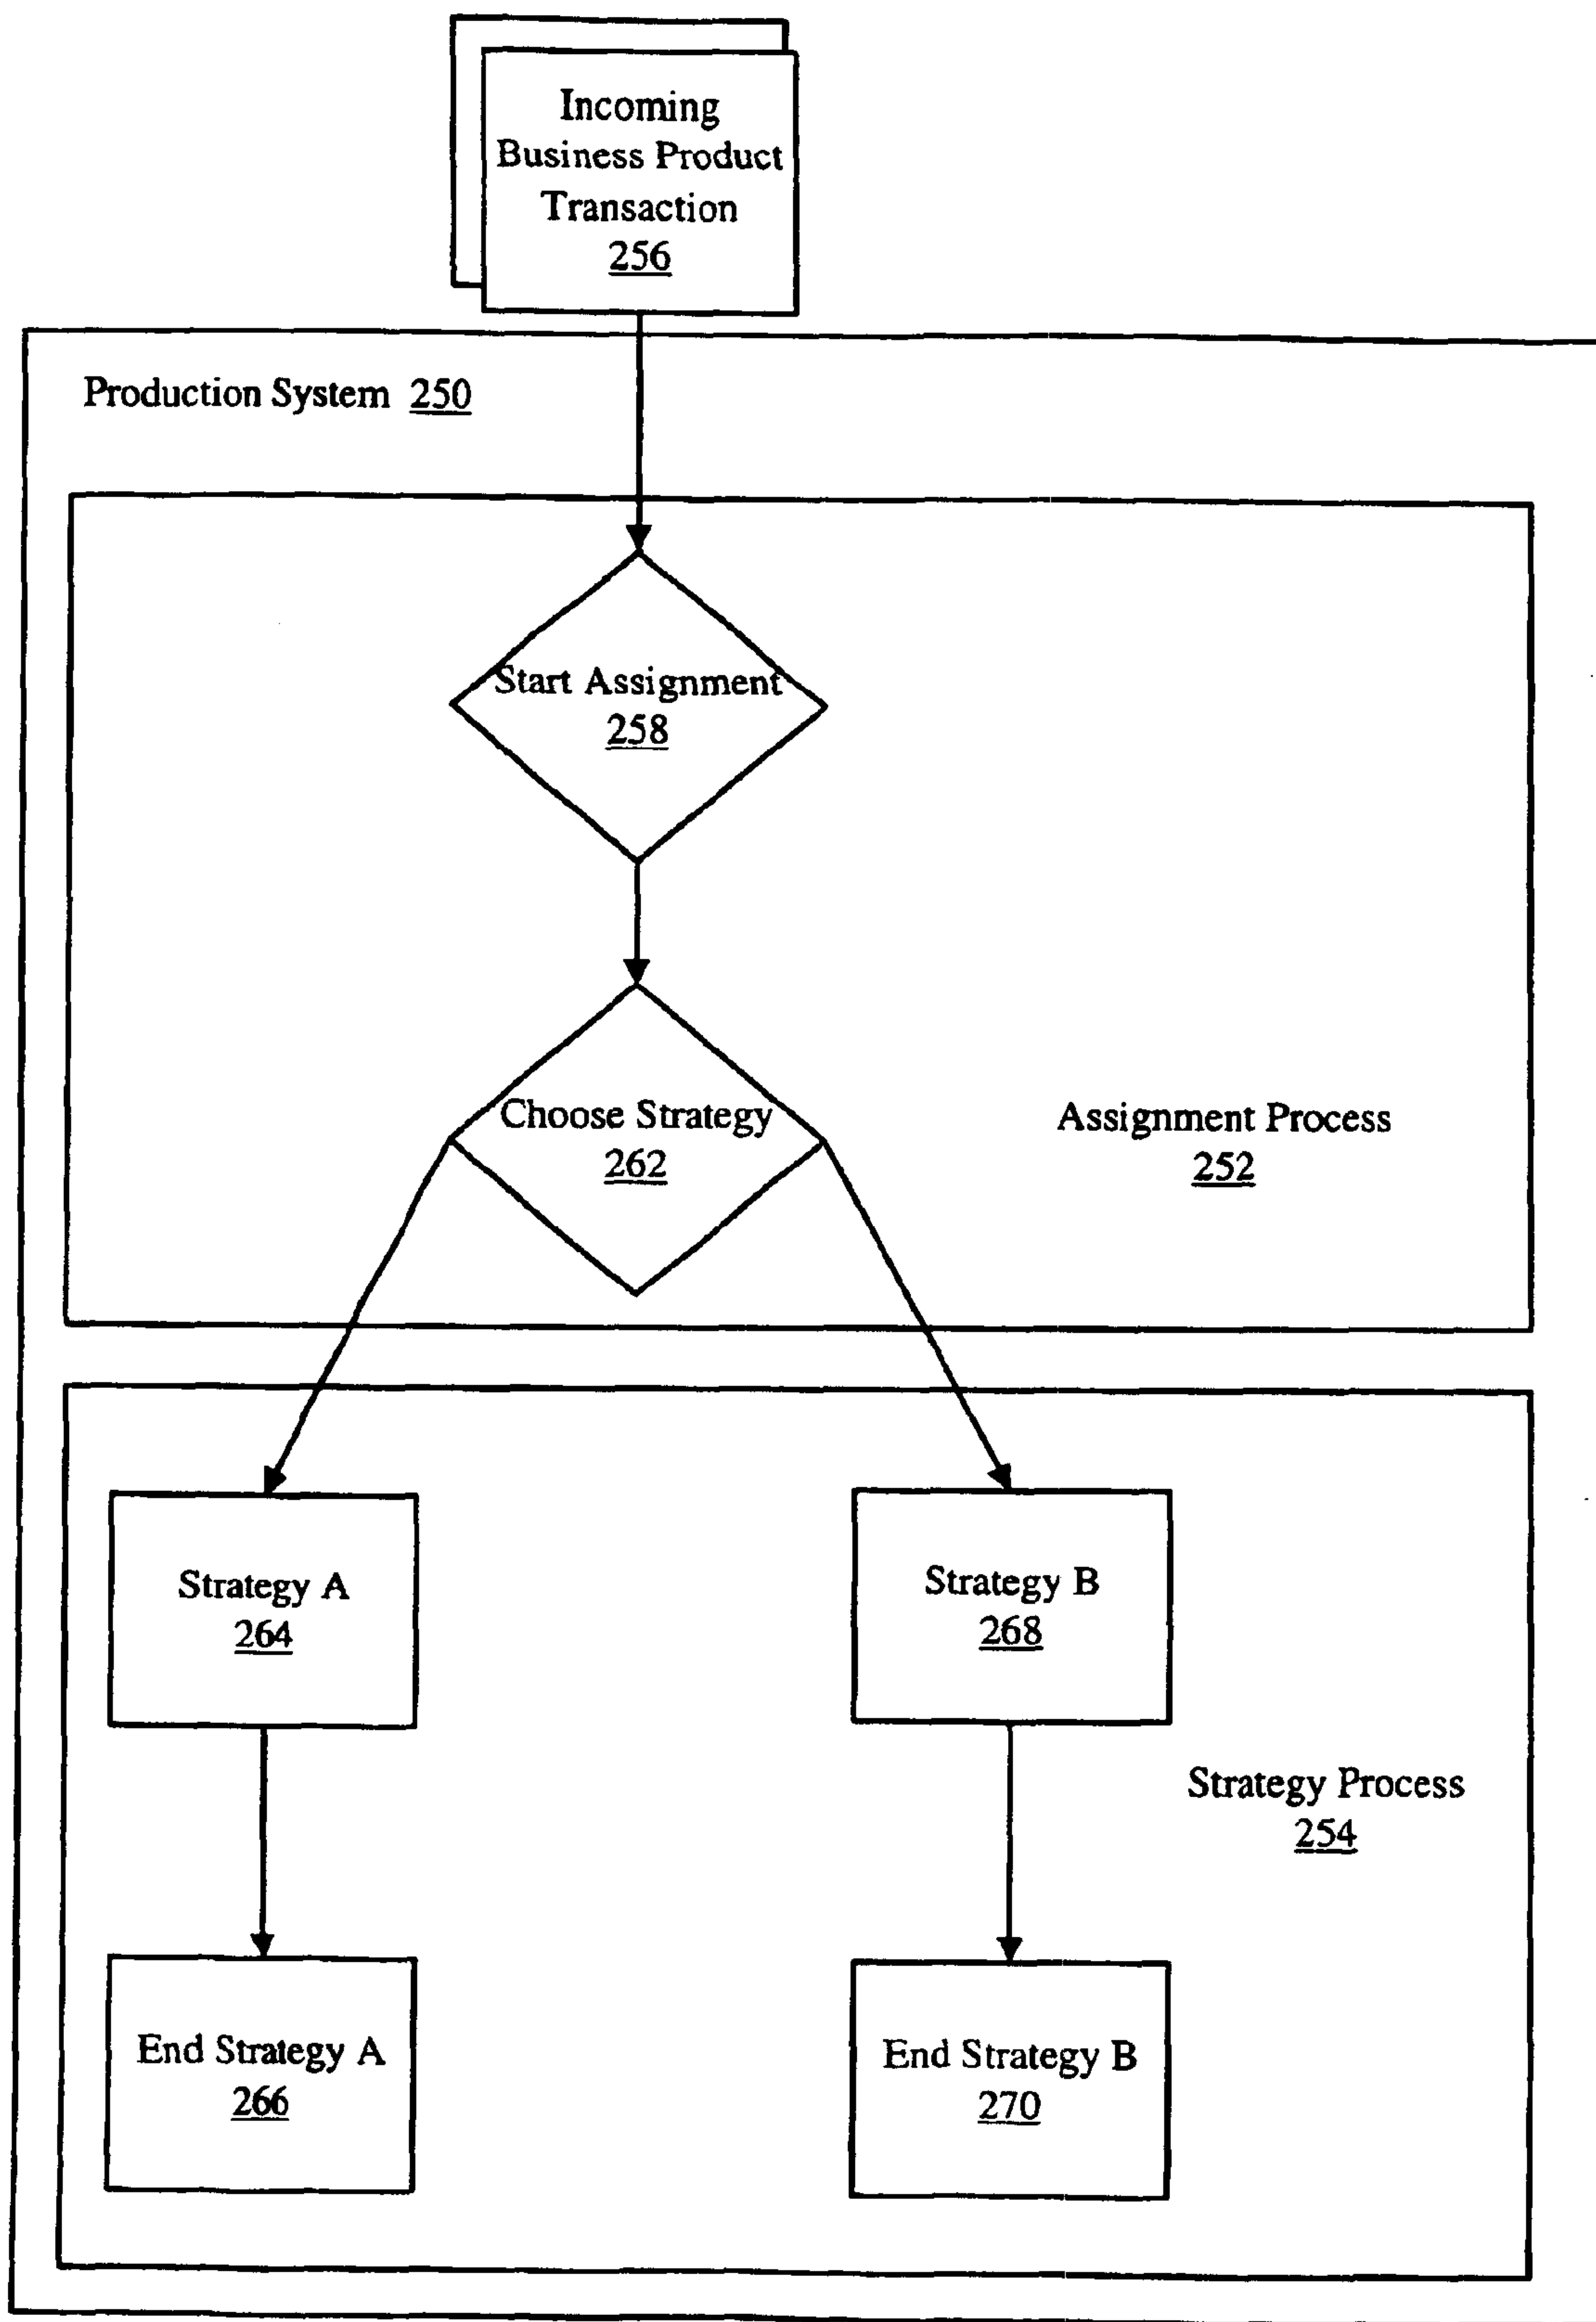 Incoming
Business Product
Transaction
256
Production System 250
Start Assignment
258
Choose Strategy
262
Assignment Process
252
Strategy A
264
Strategy B
268
Strategy Process
254
End Strategy A
266
End Strategy B
270